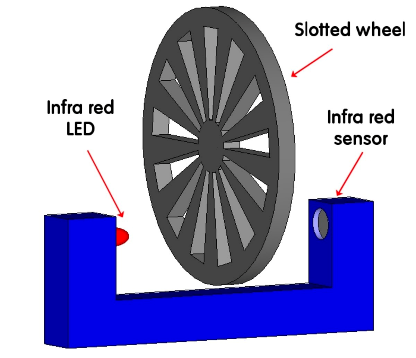 Slotted wheel
Infra red
LED
Infra red
sensor